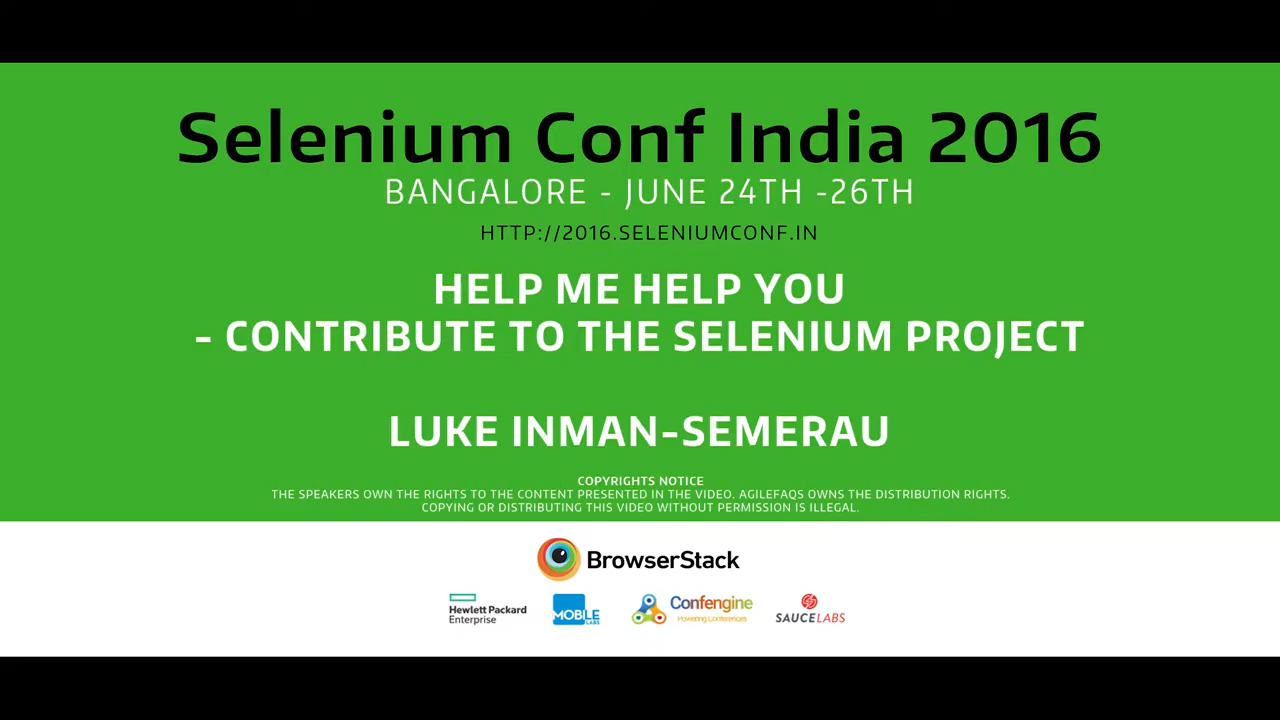 Selenium Conf India 2016
BANGALORE - JUNE 24TH -26TH
HTTP://2016.SELENIUMCONF.IN
HELP ME HELP YOU
- CONTRIBUTE TO THE SELENIUM PROJECT
LUKE INMAN-SEMERAU
COPYRIGHTS NOTICE
THE SPEAKERS OWN THE RIGHTS TO THE CONTENT PRESENTED IN THE VIDEO. AGILEFAQS OWNS THE DISTRIBUTION RIGHTS.
COPYING OR DISTRIBUTING THIS VIDEO WITHOUT PERMISSION IS ILLEGAL.
BrowserStack
Hewlett Packard
Enterprise
MOBILE
LABS
Confengine
Powering Conferences
SAUCELABS